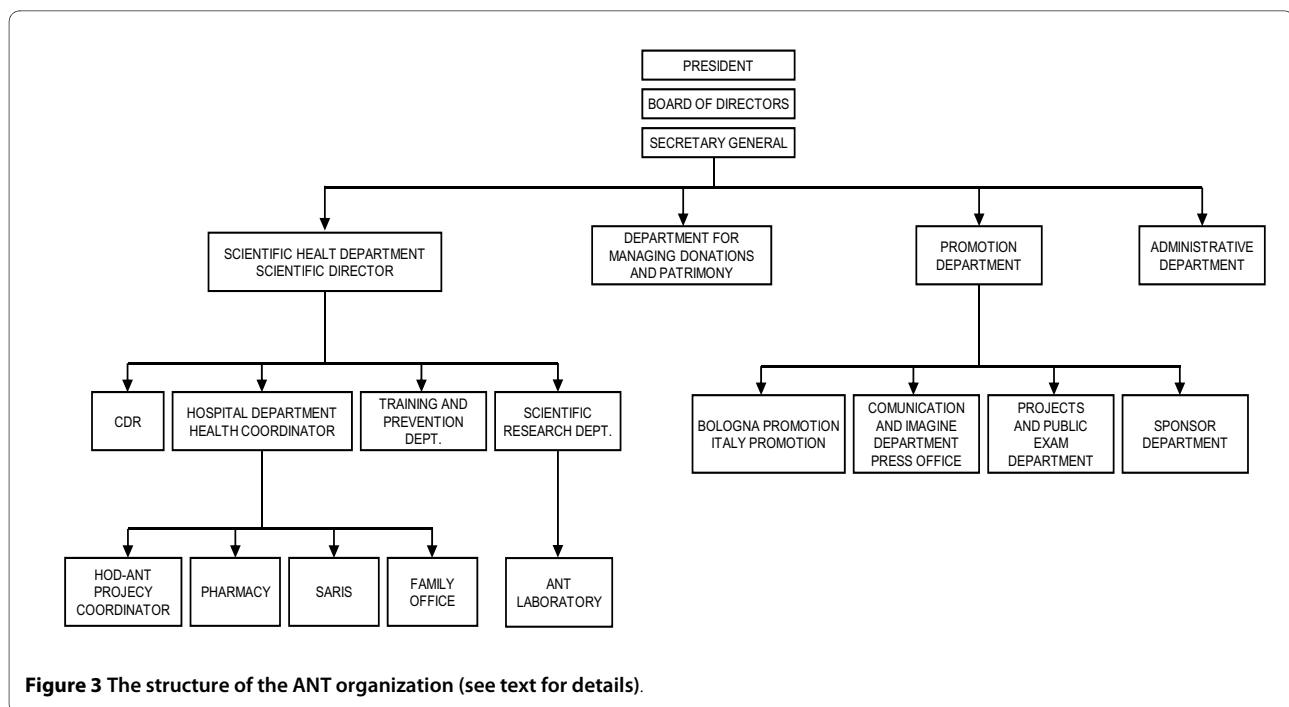 PRESIDENT
BOARD OF DIRECTORS
SECRETARY GENERAL
SCIENTIFIC HEALT DEPARTMENT
SCIENTIFIC DIRECTOR
DEPARTMENT FOR
MANAGING DONATIONS
AND PATRIMONY
PROMOTION
DEPARTMENT
ADMINISTRATIVE
DEPARTMENT
CDR
HOSPITAL DEPARTMENT
HEALTH COORDINATOR
TRAINING AND
PREVENTION
DEPT.
SCIENTIFIC
RESEARCH DEPT.
BOLOGNA PROMOTION
ITALY PROMOTION
COMUNICATION
AND IMAGINE
DEPARTMENT
PRESS OFFICE
PROJECTS
AND PUBLIC
EXAM
DEPARTMENT
SPONSOR
DEPARTMENT
HOD-ANT
PROJECY
COORDINATOR
PHARMACY
SARIS
FAMILY
OFFICE
ANT
LABORATORY
Figure 3 The structure of the ANT organization (see text for details).